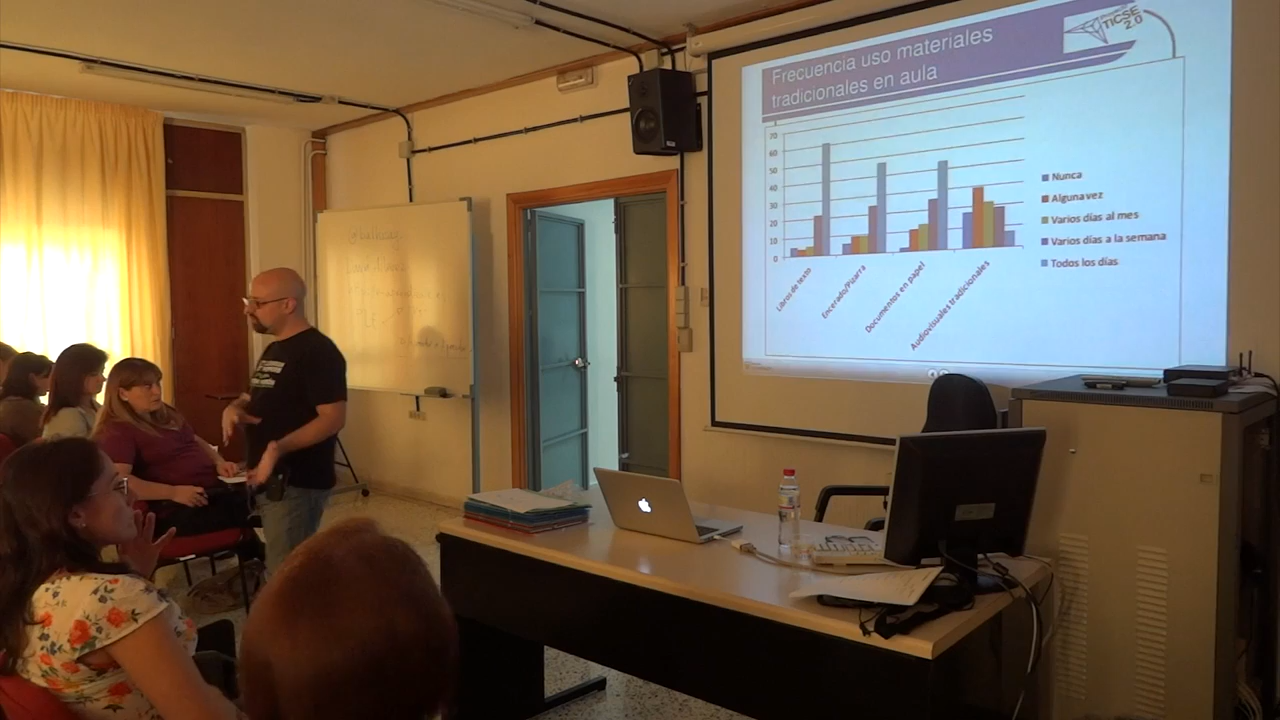 Frecuencia uso materiales
tradicionales en aula
TICSE
2.0
70
60
50
40
30
20
10
0
Libros de texto
Encerado/Pizarra
Documentos en papel
Audiovisuales tradicionales
Nunca
Alguna vez
Varios días al mes
Varios días a la semana
Todos los días